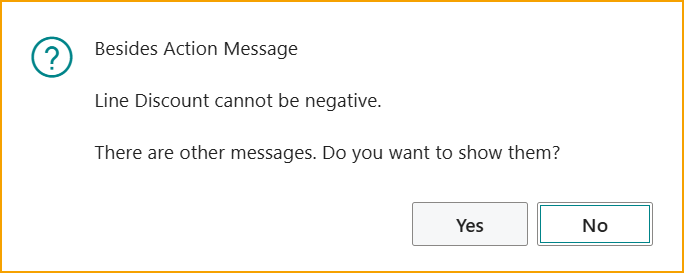 Besides Action Message
Line Discount cannot be negative.
There are other messages. Do you want to show them?
Yes
No